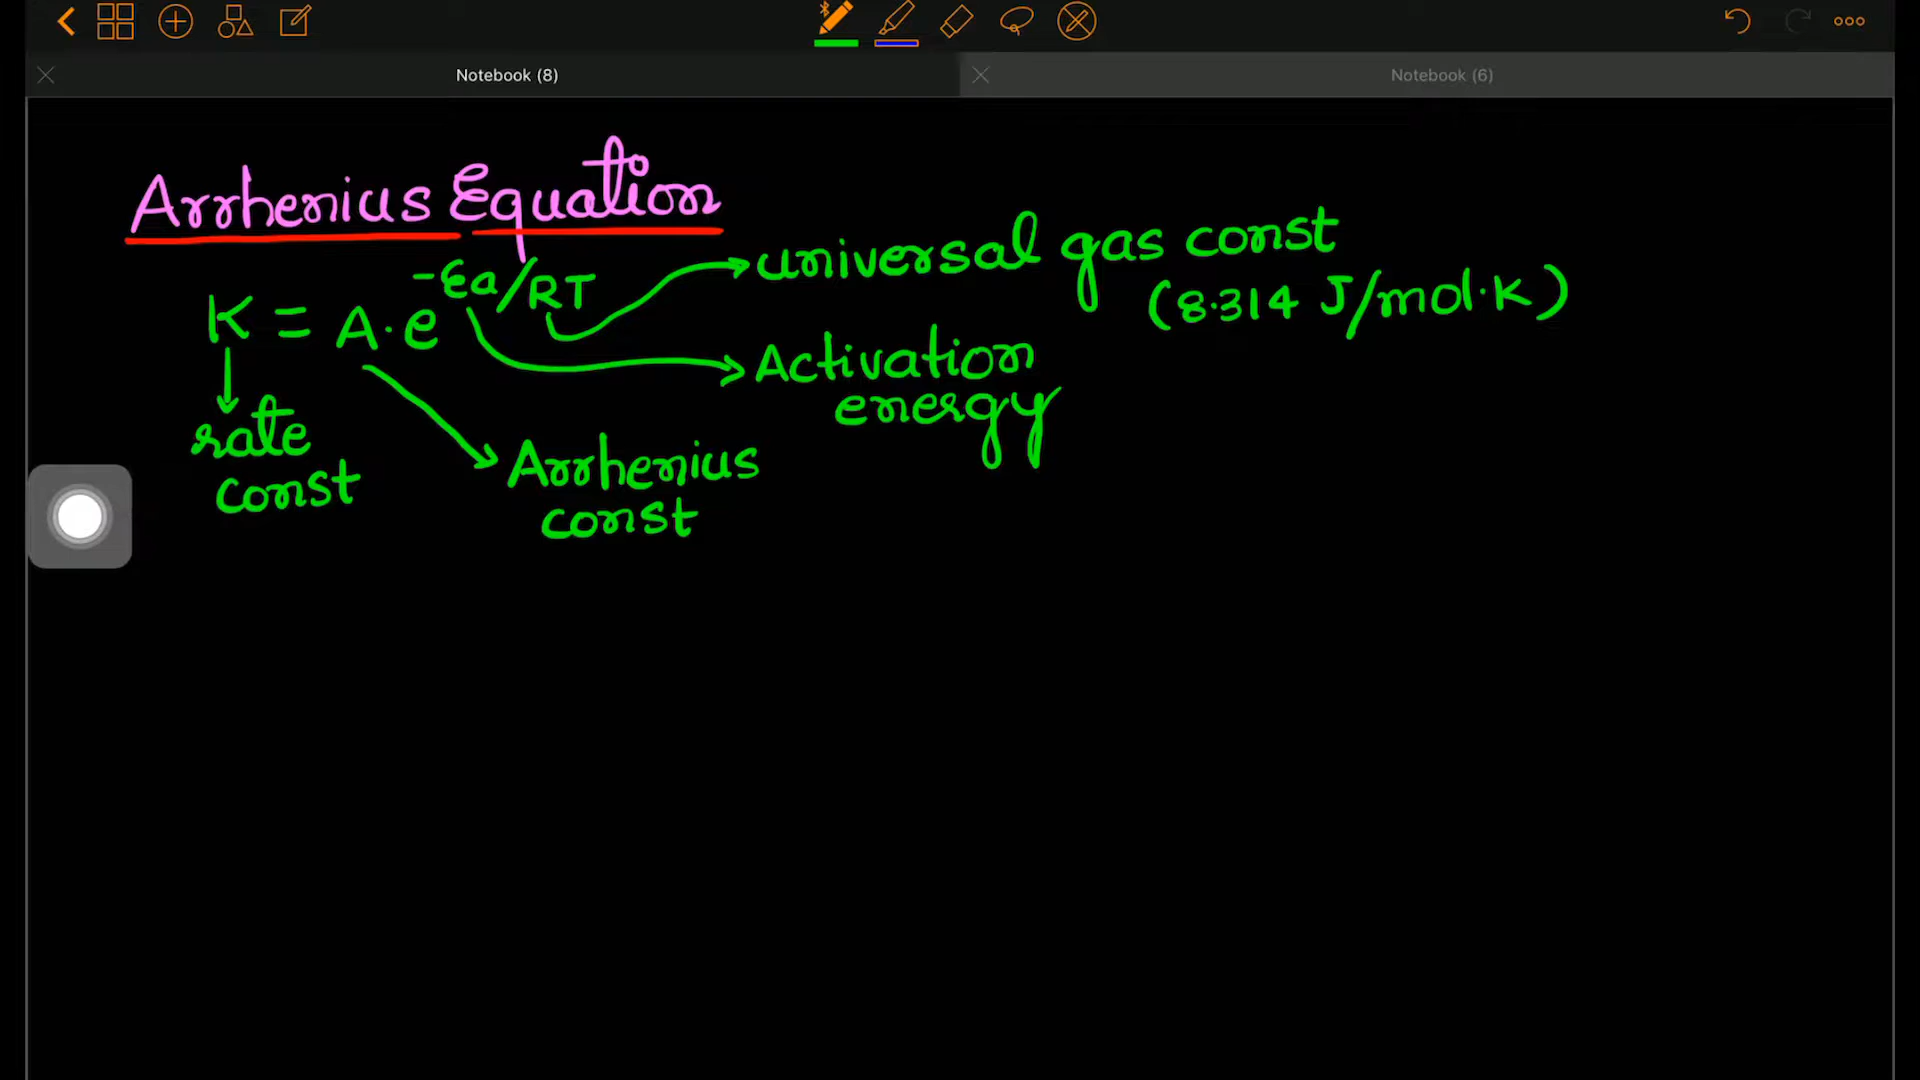 Notebook (8)
Notebook (6)
Arrhenius Equation
K = A·e^-Ea/RT
universal gas const
(8.314 J/mol·K)
Activation
energy
rate
const
Arrhenius
const